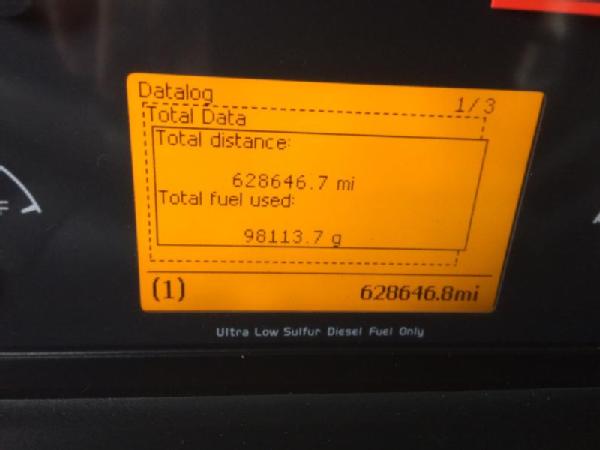 Datalog 1/3
Total Data
Total distance:
628646.7 mi
Total fuel used:
98113.7 g
(1) 628646.8mi
Ultra Low Sulfur Diesel Fuel Only
F